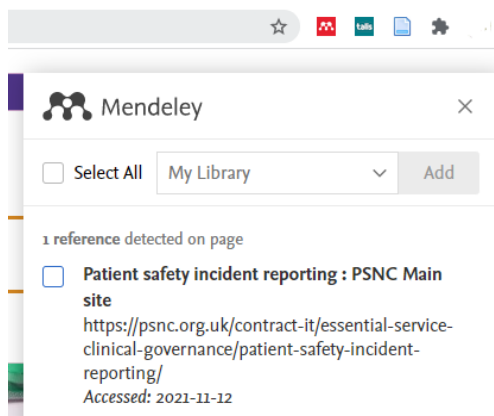 talis
Mendeley
Select All
My Library
Add
1 reference detected on page
Patient safety incident reporting : PSNC Main
site
https://psnc.org.uk/contract-it/essential-service-
clinical-governance/patient-safety-incident-
reporting/
Accessed: 2021-11-12